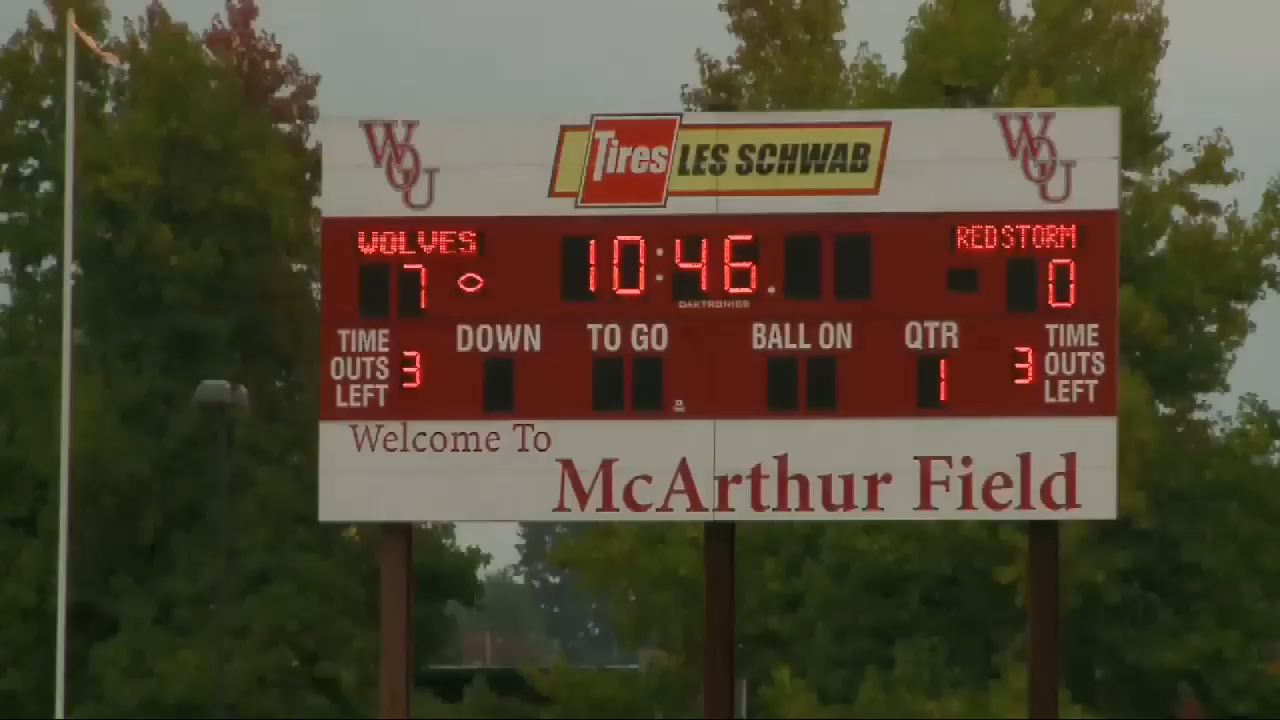 WOU Tires LES SCHWAB WOU
WOLVES 10:46. REDSTORM
7 0
DAKTRONICS
TIME OUTS LEFT 3 DOWN TO GO BALL ON QTR 1 3 TIME OUTS LEFT
Welcome To
McArthur Field